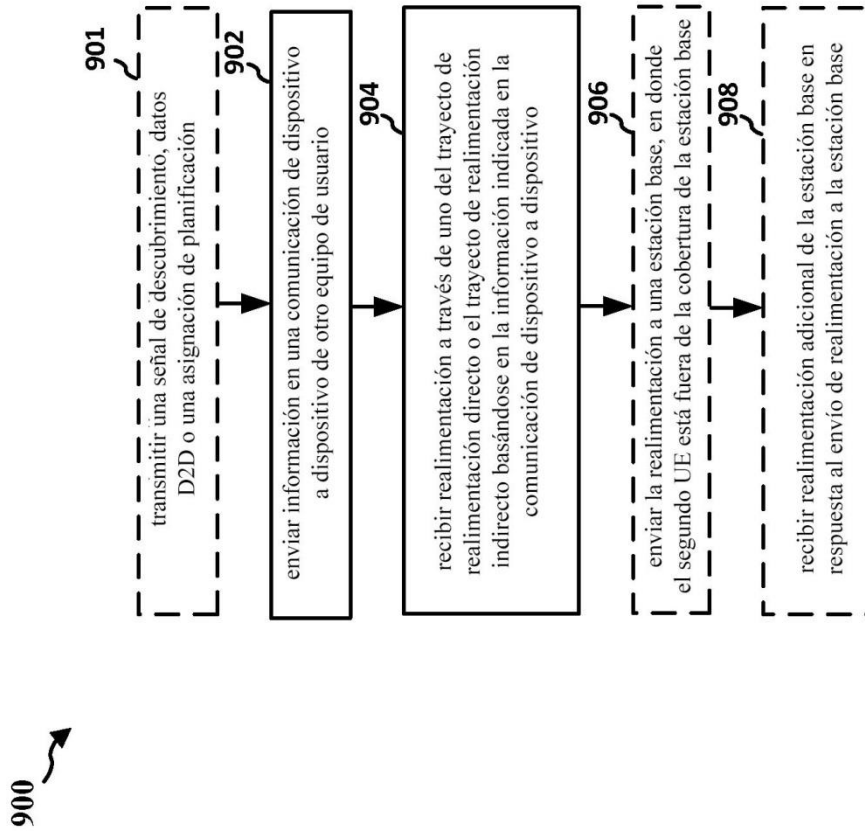 900
901
transmitir una señal de descubrimiento, datos
D2D o una asignación de planificación
902
enviar información en una comunicación de dispositivo
a dispositivo de otro equipo de usuario
904
recibir realimentación a través de uno del trayecto de
realimentación directo o el trayecto de realimentación
indirecto basándose en la información indicada en la
comunicación de dispositivo a dispositivo
906
enviar la realimentación a una estación base, en donde
el segundo UE está fuera de la cobertura de la estación base
908
recibir realimentación adicional de la estación base en
respuesta al envío de realimentación a la estación base